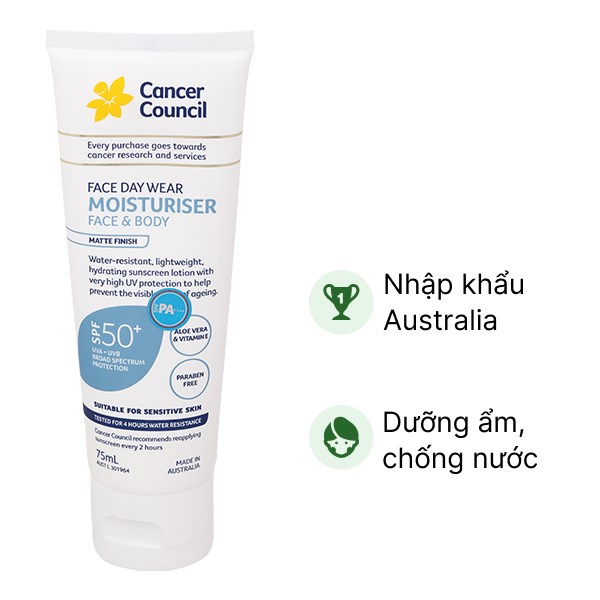 Cancer
Council
Every purchase goes towards
cancer research and services
FACE DAY WEAR
MOISTURISER
FACE & BODY
MATTE FINISH
Water-resistant, lightweight,
hydrating sunscreen lotion with
very high UV protection to help
prevent the visible of ageing.
PA++++
SPF 50+
UVA • UVB
BROAD SPECTRUM
PROTECTION
ALOE VERA
& VITAMIN E
PARABEN
FREE
SUITABLE FOR SENSITIVE SKIN
TESTED FOR 4 HOURS WATER RESISTANCE
Cancer Council recommends reapplying
sunscreen every 2 hours
75mL
AUST L 301964
MADE IN
AUSTRALIA
1
Nhập khẩu
Australia
Dưỡng ẩm,
chống nước